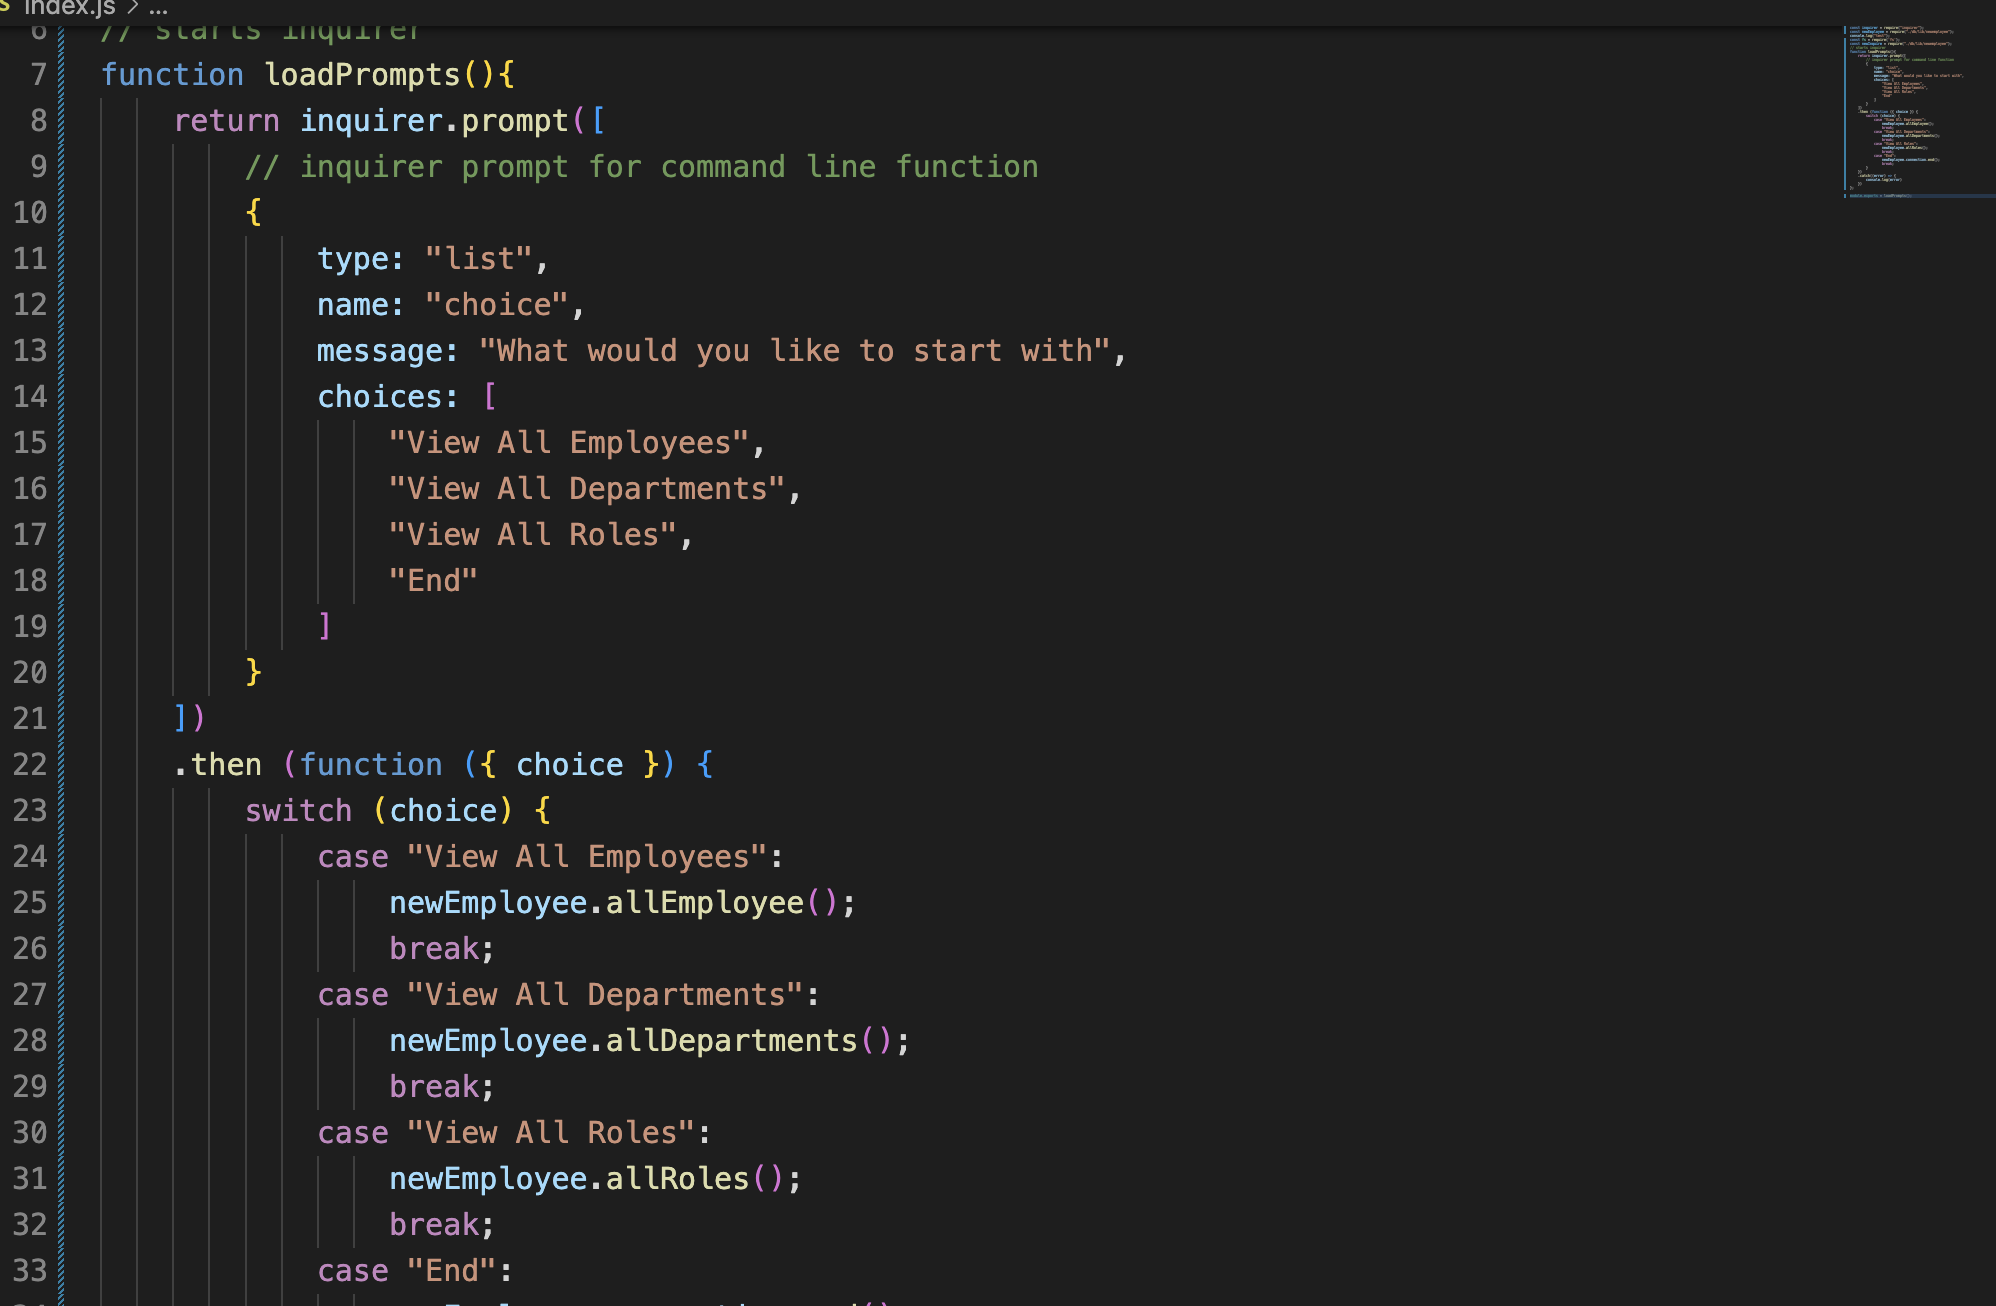 index.js > ...
6 // starts inquirer
7 function loadPrompts(){
8 return inquirer.prompt([
9 // inquirer prompt for command line function
10 {
11 type: "list",
12 name: "choice",
13 message: "What would you like to start with",
14 choices: [
15 "View All Employees",
16 "View All Departments",
17 "View All Roles",
18 "End"
19 ]
20 }
21 ])
22 .then (function ({ choice }) {
23 switch (choice) {
24 case "View All Employees":
25 newEmployee.allEmployee();
26 break;
27 case "View All Departments":
28 newEmployee.allDepartments();
29 break;
30 case "View All Roles":
31 newEmployee.allRoles();
32 break;
33 case "End":